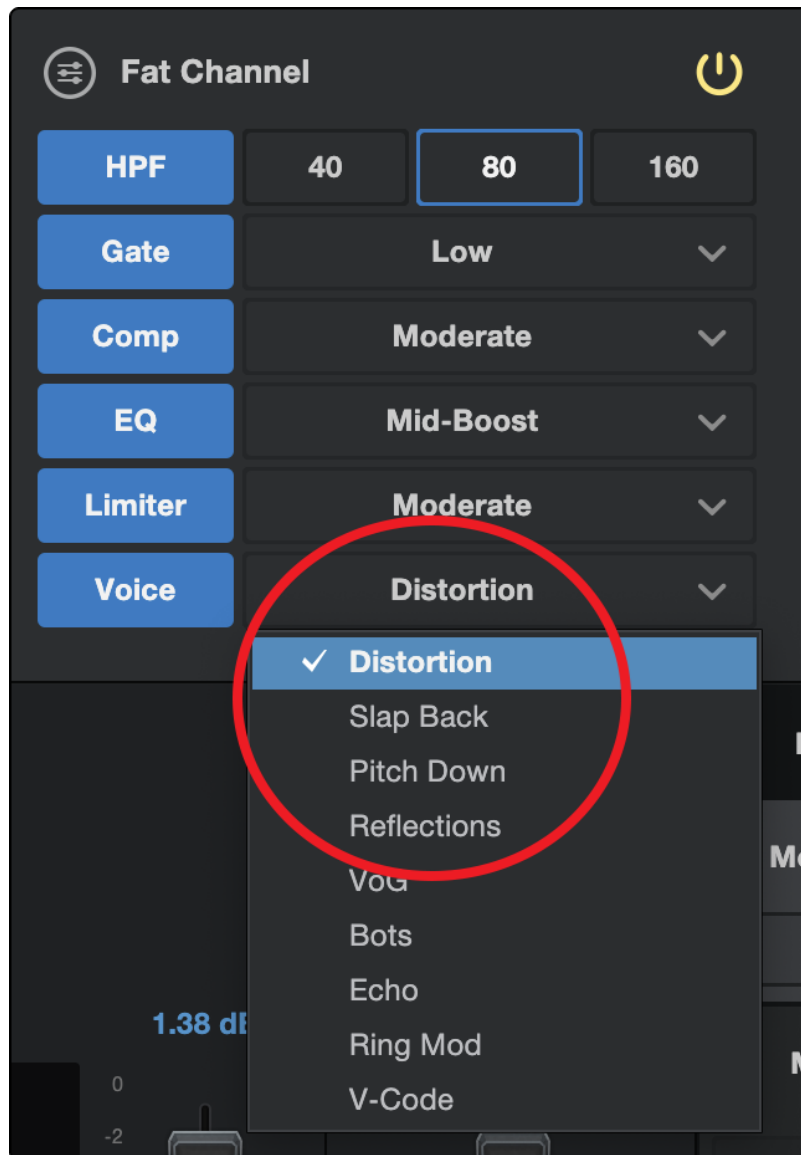 Fat Channel
HPF 40 80 160
Gate Low
Comp Moderate
EQ Mid-Boost
Limiter Moderate
Voice Distortion
✓ Distortion
Slap Back
Pitch Down
Reflections
VoG
Bots
Echo
1.38
Ring Mod
0
V-Code
-2